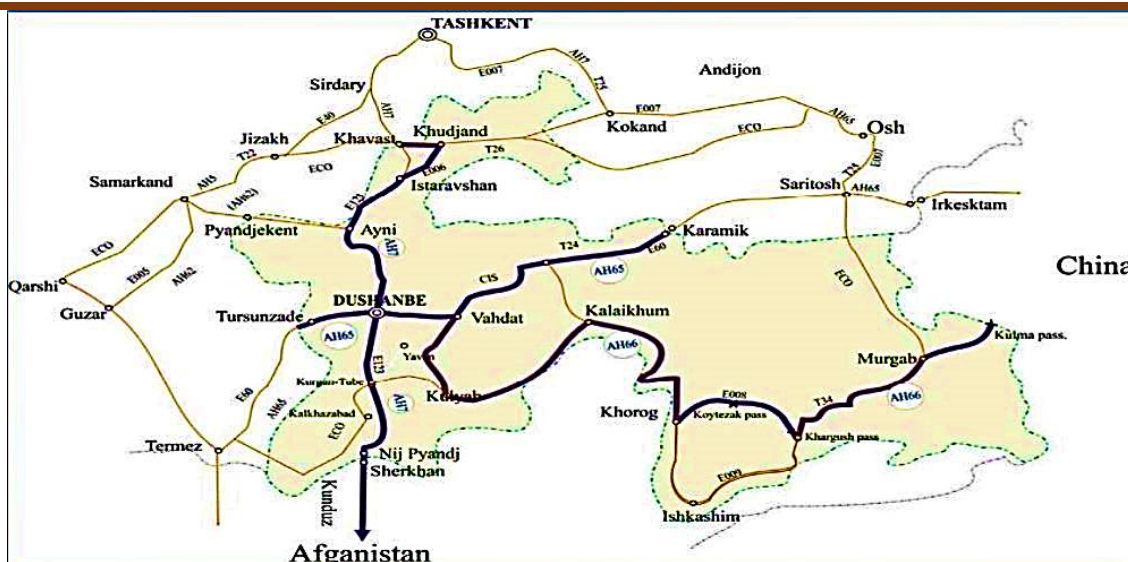 TASHKENT
E007
AH7
T25
Andijon
Sirdary
AH7
E40
E007
AH65
Kokand
ECO
Osh
Jizakh
Khavast
Khudjand
T22
ECO
T26
E007
E006
Istaravshan
Samarkand
AH5
(AH62)
E123
Saritosh
AH65
Irkesktam
Pyandjekent
Ayni
Karamik
ECO
AH7
T24
E60
E005
AH62
CIS
AH65
ECO
China
Qarshi
DUSHANBE
Guzar
Tursunzade
Vahdat
Kalaikhum
Kulma pass.
AH65
AH66
Murgab
E123
Kurgan-Tube
Kulyab
AH66
E60
AH65
Kalkhazabad
AH7
Khorog
E008
T34
Koytezak pass
ECO
Khargush pass
Termez
Nij Pyandj
Sherkhan
E009
Kunduz
Ishkashim
Afganistan